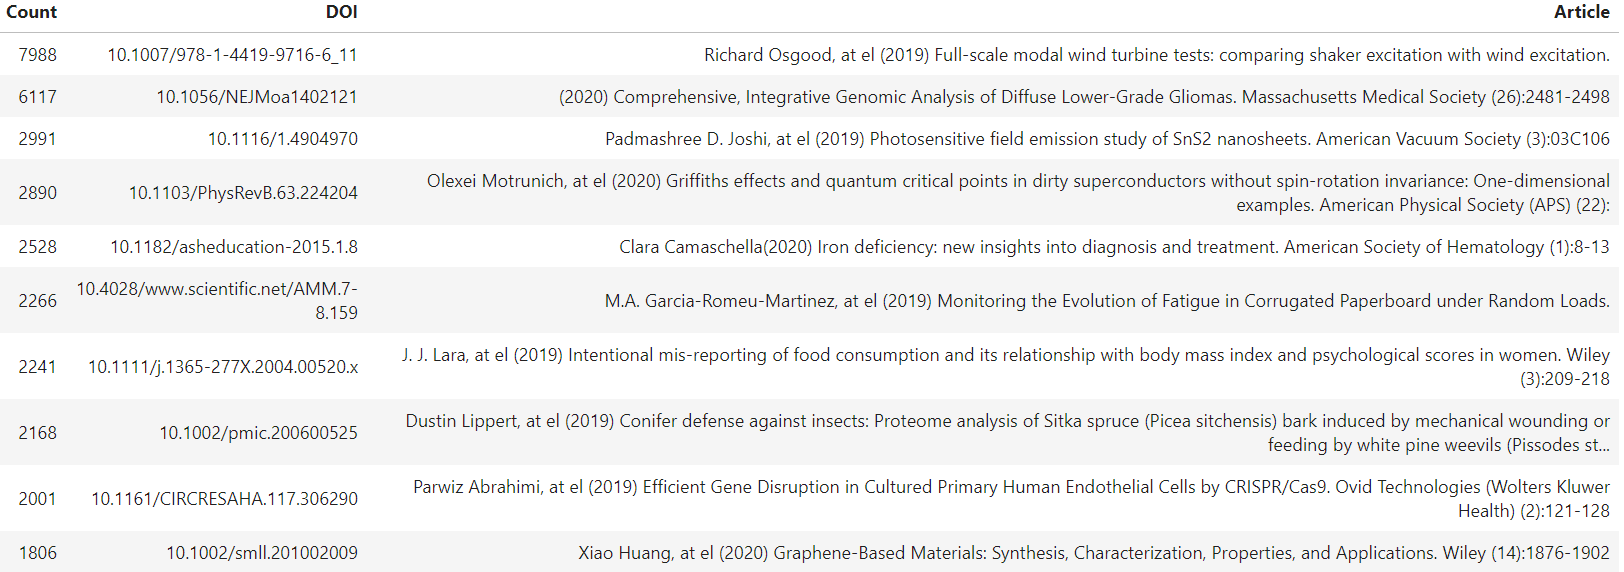 Count DOI Article
7988 10.1007/978-1-4419-9716-6_11 Richard Osgood, at el (2019) Full-scale modal wind turbine tests: comparing shaker excitation with wind excitation.
6117 10.1056/NEJMoa1402121 (2020) Comprehensive, Integrative Genomic Analysis of Diffuse Lower-Grade Gliomas. Massachusetts Medical Society (26):2481-2498
2991 10.1116/1.4904970 Padmashree D. Joshi, at el (2019) Photosensitive field emission study of SnS2 nanosheets. American Vacuum Society (3):03C106
2890 10.1103/PhysRevB.63.224204 Olexei Motrunich, at el (2020) Griffiths effects and quantum critical points in dirty superconductors without spin-rotation invariance: One-dimensional
examples. American Physical Society (APS) (22):
2528 10.1182/asheducation-2015.1.8 Clara Camaschella(2020) Iron deficiency: new insights into diagnosis and treatment. American Society of Hematology (1):8-13
2266 10.4028/www.scientific.net/AMM.7-
8.159 M.A. Garcia-Romeu-Martinez, at el (2019) Monitoring the Evolution of Fatigue in Corrugated Paperboard under Random Loads.
2241 10.1111/j.1365-277X.2004.00520.x J. J. Lara, at el (2019) Intentional mis-reporting of food consumption and its relationship with body mass index and psychological scores in women. Wiley
(3):209-218
2168 10.1002/pmic.200600525 Dustin Lippert, at el (2019) Conifer defense against insects: Proteome analysis of Sitka spruce (Picea sitchensis) bark induced by mechanical wounding or
feeding by white pine weevils (Pissodes st...
2001 10.1161/CIRCRESAHA.117.306290 Parwiz Abrahimi, at el (2019) Efficient Gene Disruption in Cultured Primary Human Endothelial Cells by CRISPR/Cas9. Ovid Technologies (Wolters Kluwer
Health) (2):121-128
1806 10.1002/smll.201002009 Xiao Huang, at el (2020) Graphene-Based Materials: Synthesis, Characterization, Properties, and Applications. Wiley (14):1876-1902